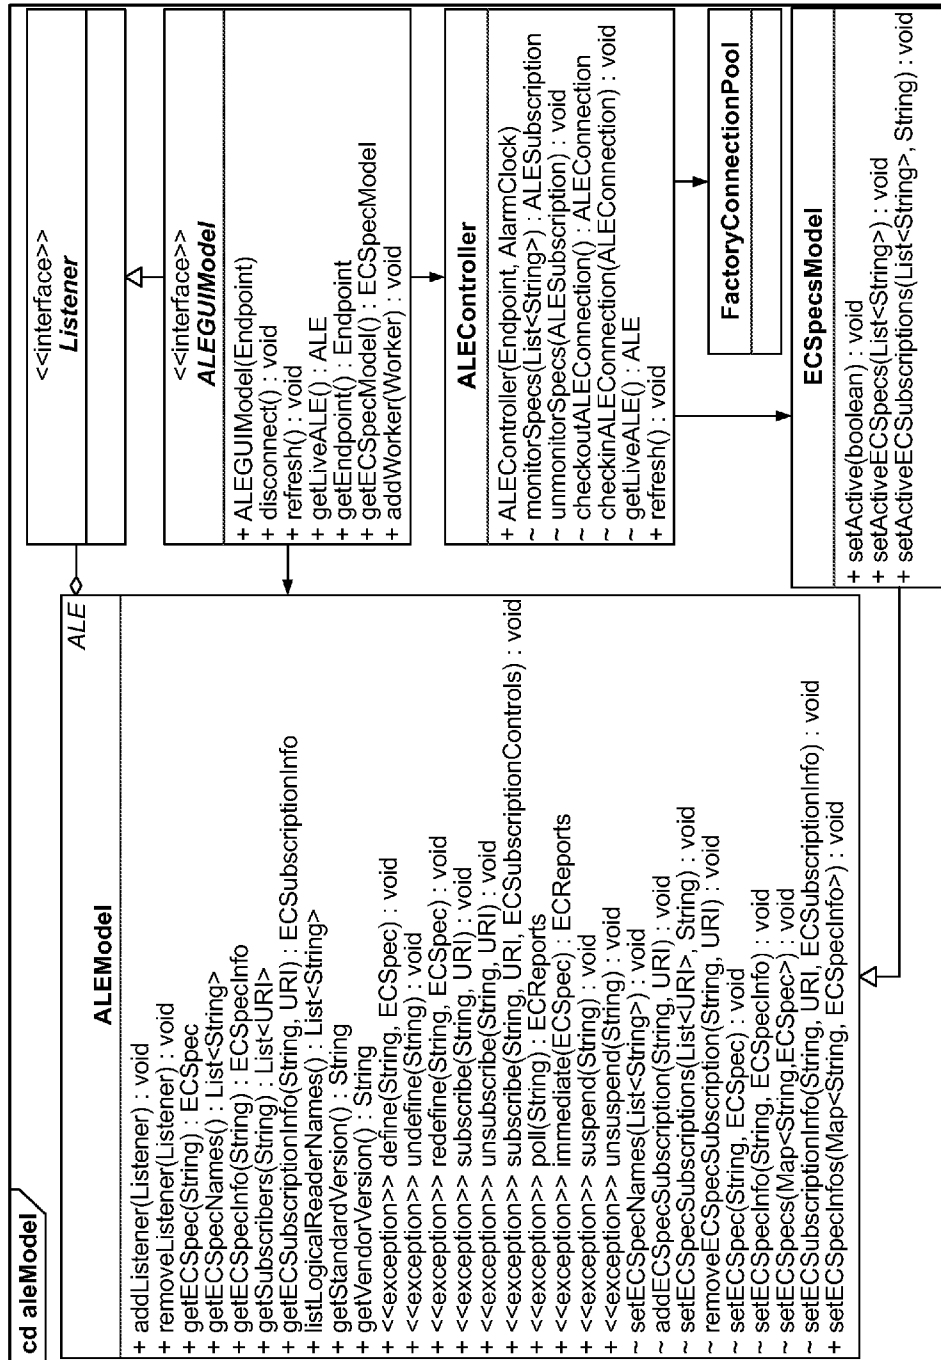 cd aleModel
ALE
ALEModel
+ addListener(Listener) : void
+ removeListener(Listener) : void
+ getECSpec(String) : ECSpec
+ getECSpecNames() : List<String>
+ getECSpecInfo(String) : ECSpecInfo
+ getSubscribers(String) : List<URI>
+ getECSubscriptionInfo(String, URI) : ECSubscriptionInfo
+ listLogicalReaderNames() : List<String>
+ getStandardVersion() : String
+ getVendorVersion() : String
+ <<exception>> define(String, ECSpec) : void
+ <<exception>> undefine(String) : void
+ <<exception>> redefine(String, ECSpec) : void
+ <<exception>> subscribe(String, URI) : void
+ <<exception>> unsubscribe(String, URI) : void
+ <<exception>> subscribe(String, URI, ECSubscriptionControls) : void
+ <<exception>> poll(String) : ECReports
+ <<exception>> immediate(ECSpec) : ECReports
+ <<exception>> suspend(String) : void
+ <<exception>> unsuspend(String) : void
~ setECSpecNames(List<String>) : void
~ addECSpecSubscription(String, URI) : void
~ setECSpecSubscriptions(List<URI>, String) : void
~ removeECSpecSubscription(String, URI) : void
~ setECSpec(String, ECSpec) : void
~ setECSpecInfo(String, ECSpecInfo) : void
~ setECSpecs(Map<String,ECSpec>) : void
~ setECSubscriptionInfo(String, URI, ECSubscriptionInfo) : void
+ setECSpecInfos(Map<String, ECSpecInfo>) : void
<<interface>>
Listener
<<interface>>
ALEGUIModel
+ ALEGUIModel(Endpoint)
+ disconnect() : void
+ refresh() : void
+ getLiveALE() : ALE
+ getEndpoint() : Endpoint
+ getECSpecModel() : ECSpecModel
+ addWorker(Worker) : void
ALEController
+ ALEController(Endpoint, AlarmClock)
~ monitorSpecs(List<String>) : ALESubscription
~ unmonitorSpecs(ALESubscription) : void
~ checkoutALEConnection() : ALEConnection
~ checkinALEConnection(ALEConnection) : void
~ getLiveALE() : ALE
+ refresh() : void
FactoryConnectionPool
ECSpecsModel
+ setActive(boolean) : void
+ setActiveECSpecs(List<String>) : void
+ setActiveECSubscriptions(List<String>, String) : void